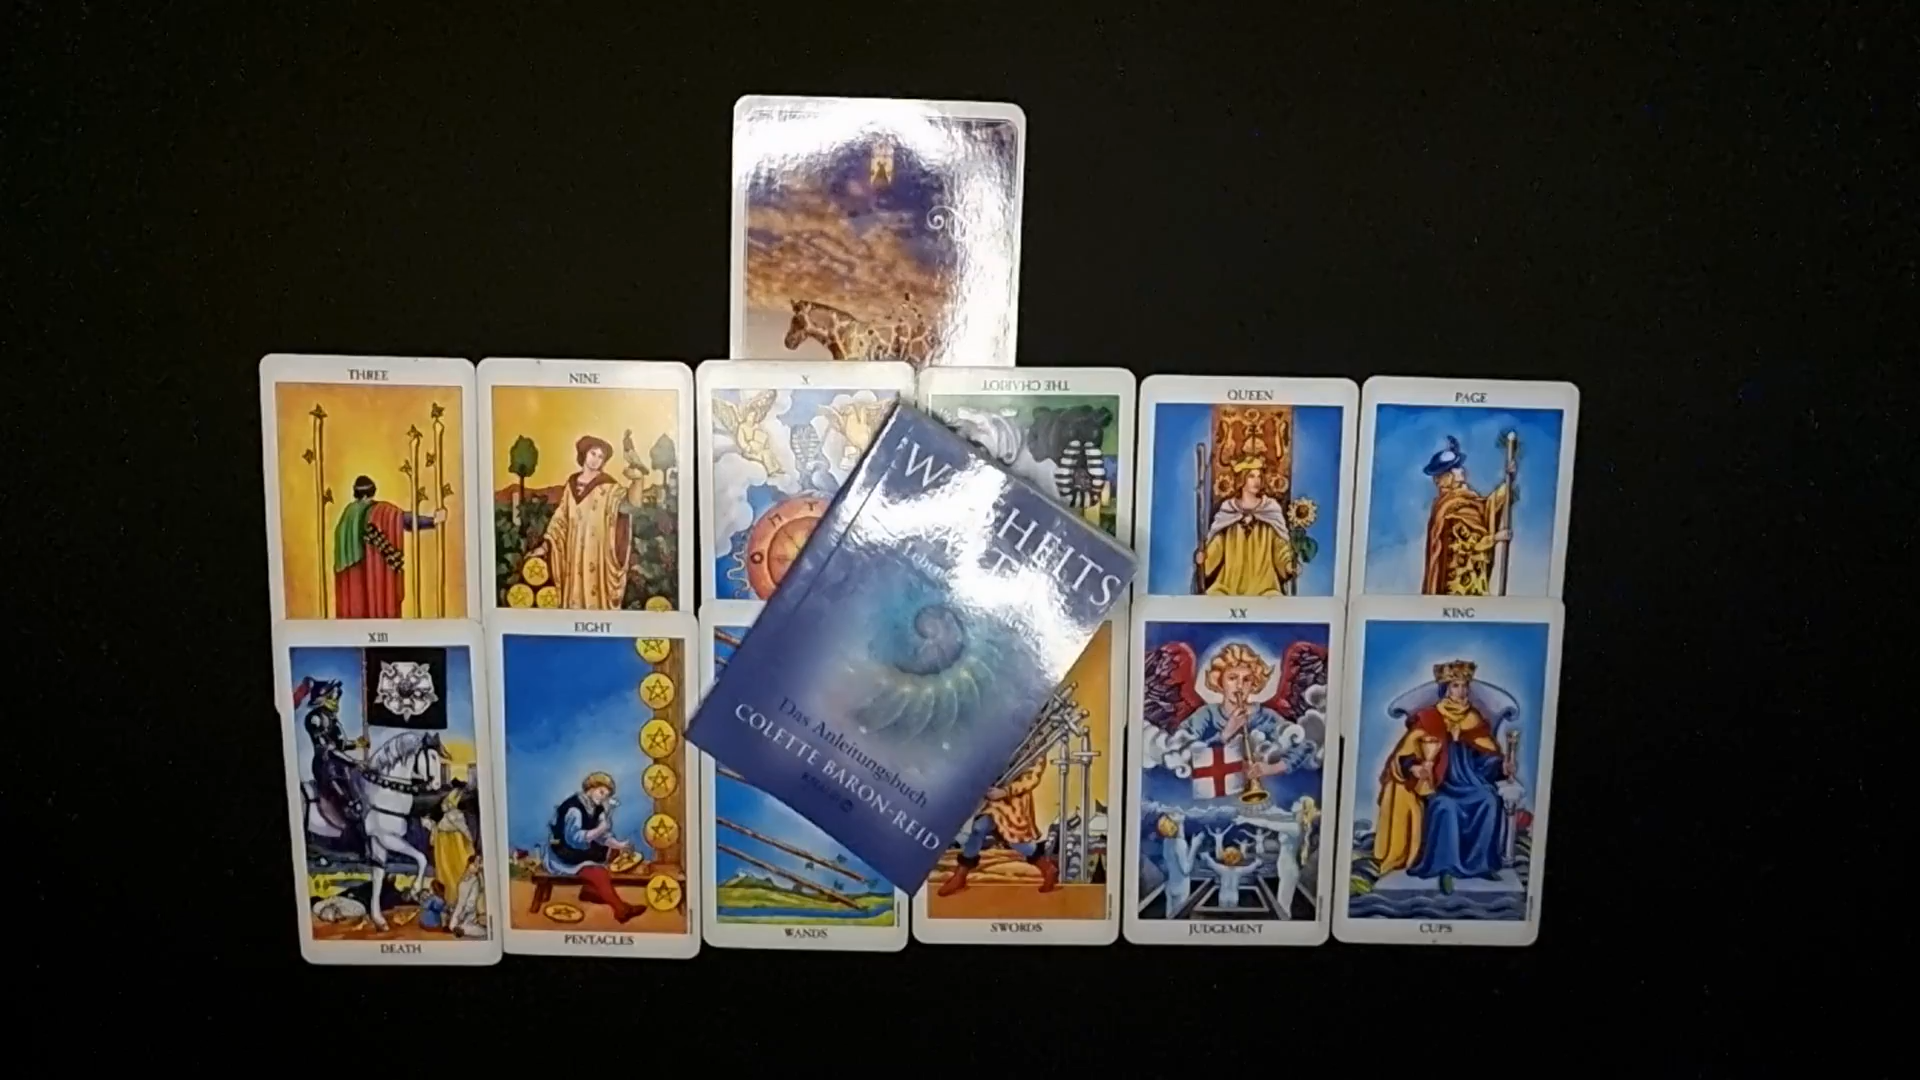 THREE
NINE
X
THE CHARIOT
QUEEN
PAGE
Das Anleitungsbuch
COLETTE BARON-REID
XIII
EIGHT
XX
KING
DEATH
PENTACLES
WANDS
SWORDS
JUDGEMENT
CUPS